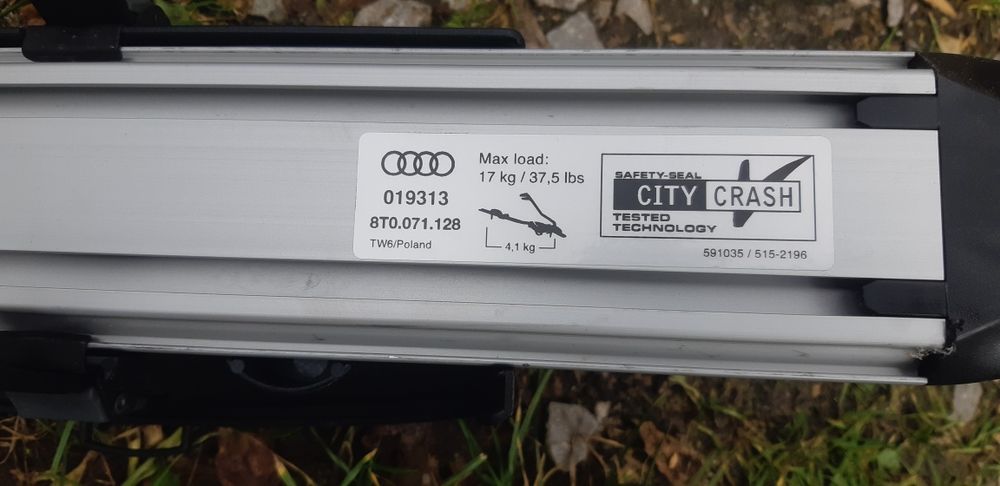 019313
8T0.071.128
TW6/Poland
Max load:
17 kg / 37,5 lbs
4,1 kg
SAFETY-SEAL
CITY CRASH
TESTED
TECHNOLOGY
591035 / 515-2196